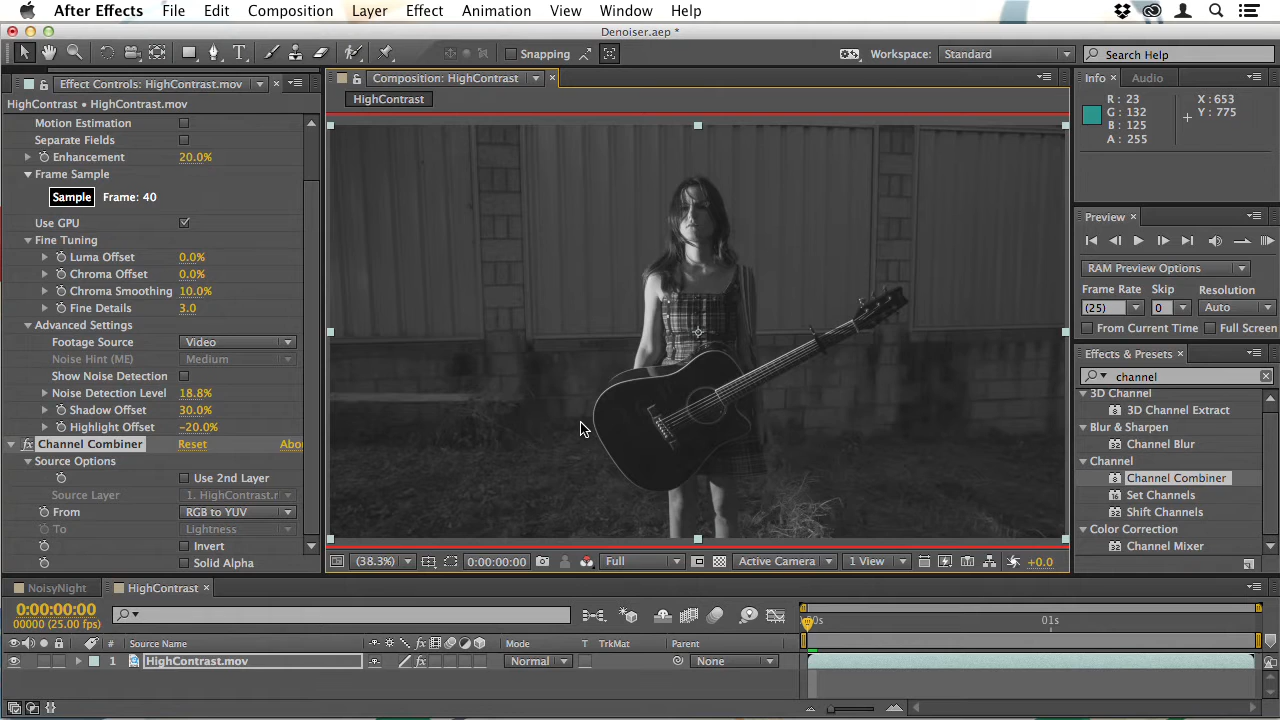 After Effects File Edit Composition Layer Effect Animation View Window Help
Denoiser.aep *
T Snapping Workspace: Standard Search Help
Effect Controls: HighContrast.mov
HighContrast • HighContrast.mov
Motion Estimation
Separate Fields
Enhancement 20.0%
Frame Sample
Sample Frame: 40
Use GPU
Fine Tuning
Luma Offset 0.0%
Chroma Offset 0.0%
Chroma Smoothing 10.0%
Fine Details 3.0
Advanced Settings
Footage Source Video
Noise Hint (ME) Medium
Show Noise Detection
Noise Detection Level 18.8%
Shadow Offset 30.0%
Highlight Offset -20.0%
fx Channel Combiner Reset Abo
Source Options
Use 2nd Layer
Source Layer 1. HighContrast.r
From RGB to YUV
To Lightness
Invert
Solid Alpha
Composition: HighContrast
HighContrast
(38.3%) 0:00:00:00 Full Active Camera 1 View +0.0
Info Audio
R: 23 X: 653
G: 132 Y: 775
B: 125
A: 255
Preview
RAM Preview Options
Frame Rate Skip Resolution
(25) 0 Auto
From Current Time Full Screen
Effects & Presets
channel
3D Channel
3D Channel Extract
Blur & Sharpen
Channel Blur
Channel
Channel Combiner
Set Channels
Shift Channels
Color Correction
Channel Mixer
NoisyNight HighContrast
0:00:00:00
00000 (25.00 fps)
01s
# Source Name fx Mode T TrkMat Parent
1 HighContrast.mov fx Normal None